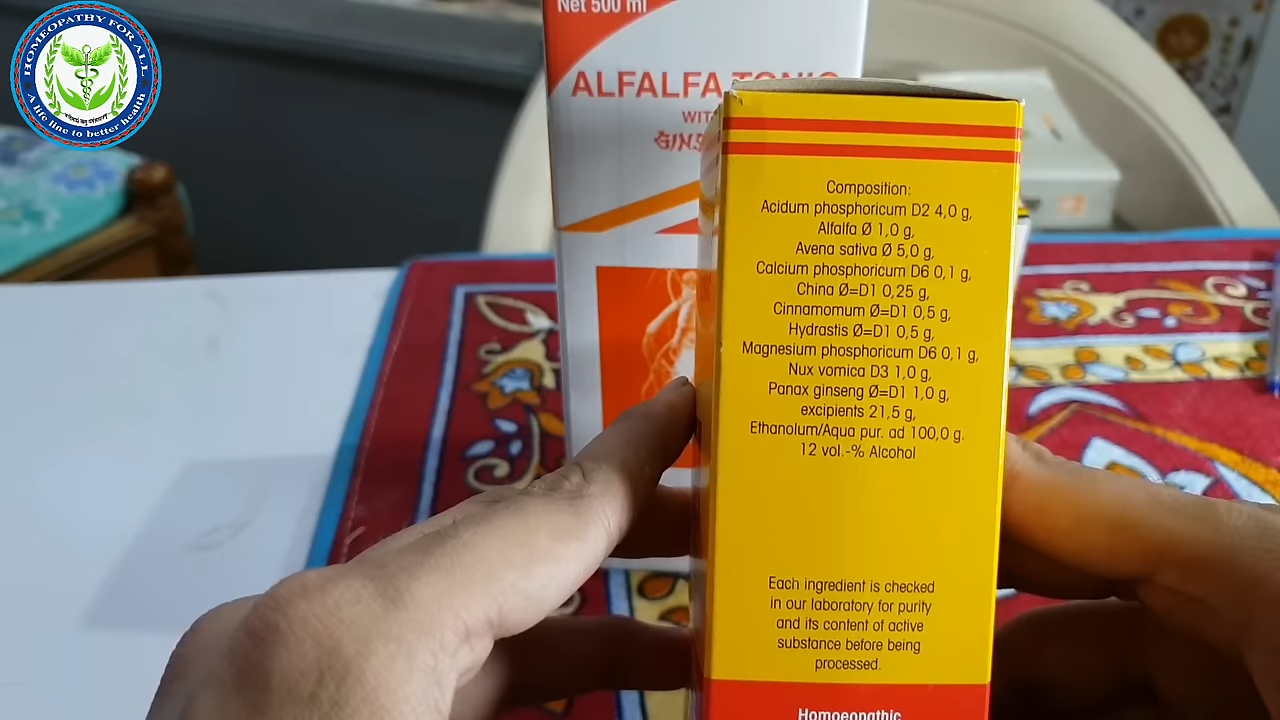 HOMEOPATHY FOR ALL
A life line to better health
Net 500 ml
ALFALFA TONIC
Composition:
Acidum phosphoricum D2 4,0 g,
Alfalfa Ø 1,0 g,
Avena sativa Ø 5,0 g,
Calcium phosphoricum D6 0,1 g,
China Ø=D1 0,25 g,
Cinnamomum Ø=D1 0,5 g,
Hydrastis Ø=D1 0,5 g,
Magnesium phosphoricum D6 0,1 g,
Nux vomica D3 1,0 g,
Panax ginseng Ø=D1 1,0 g,
excipients 21,5 g,
Ethanolum/Aqua pur. ad 100,0 g.
12 vol.-% Alcohol
Each ingredient is checked
in our laboratory for purity
and its content of active
substance before being
processed.
Homoeopathic